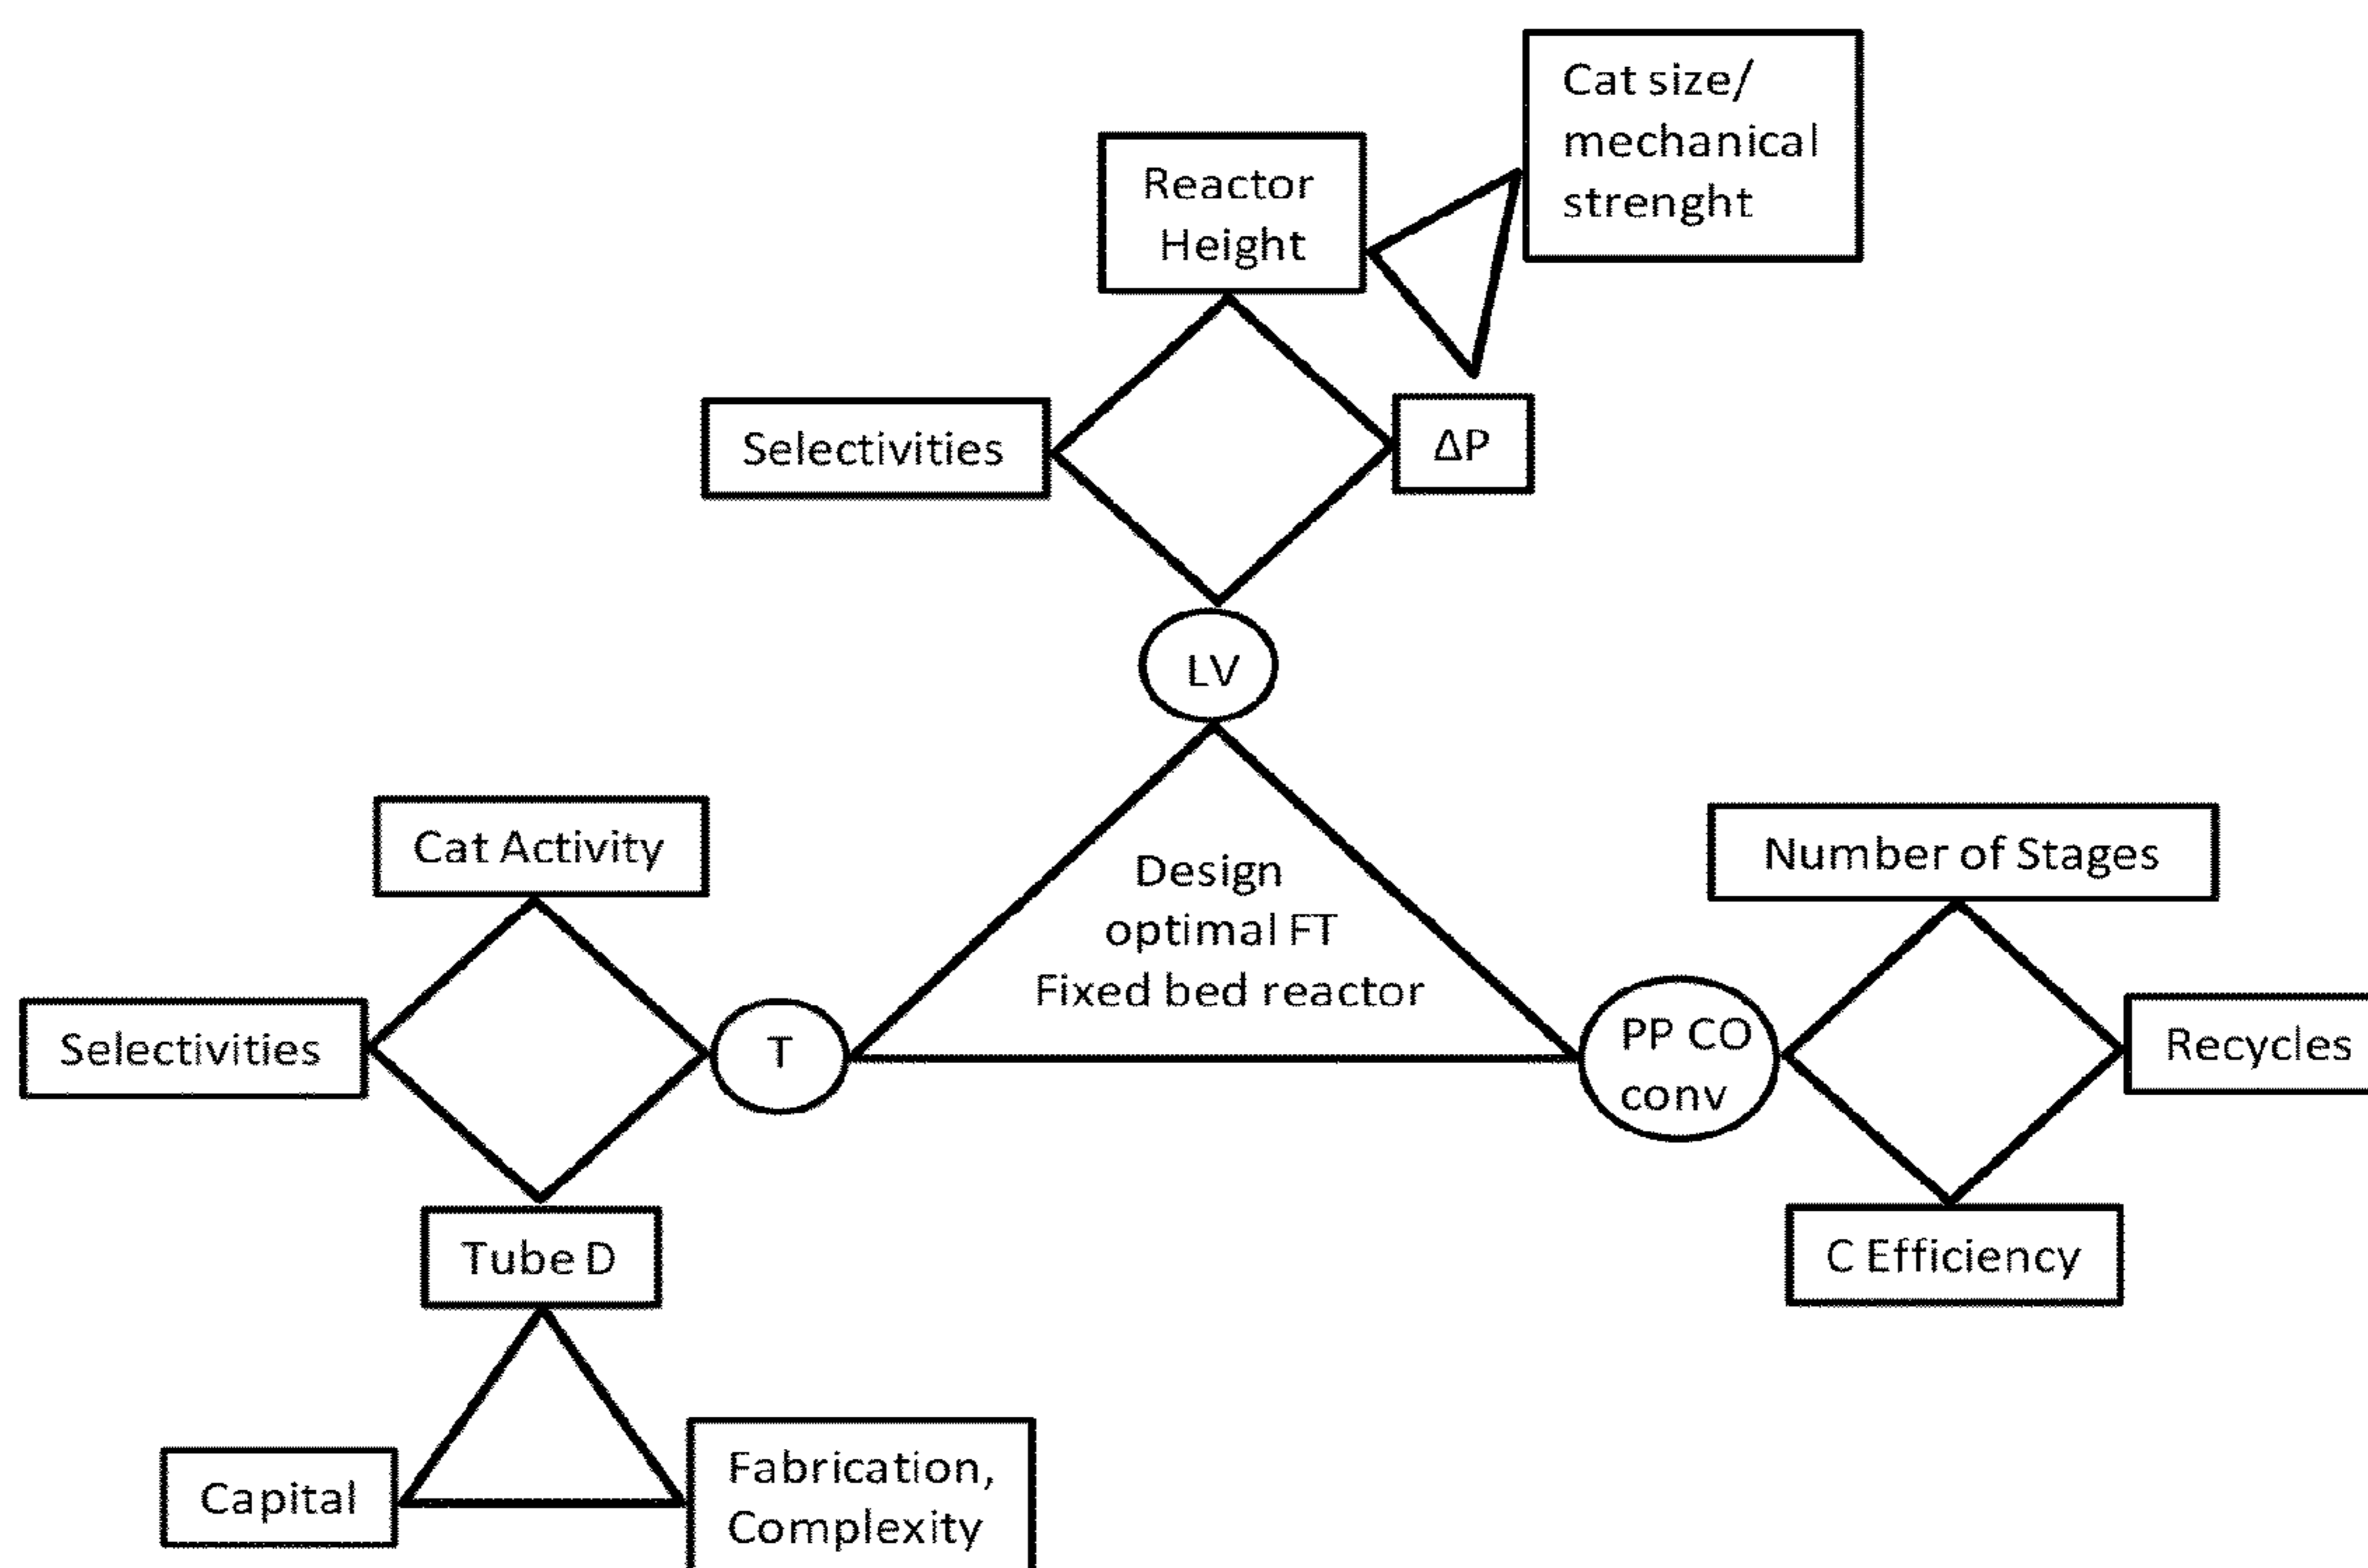 Cat size/
mechanical
strenght
Reactor
Height
Selectivities
ΔP
LV
Cat Activity
Number of Stages
Design
optimal FT
Fixed bed reactor
Selectivities
T
PP CO
conv
Recycles
Tube D
C Efficiency
Capital
Fabrication,
Complexity